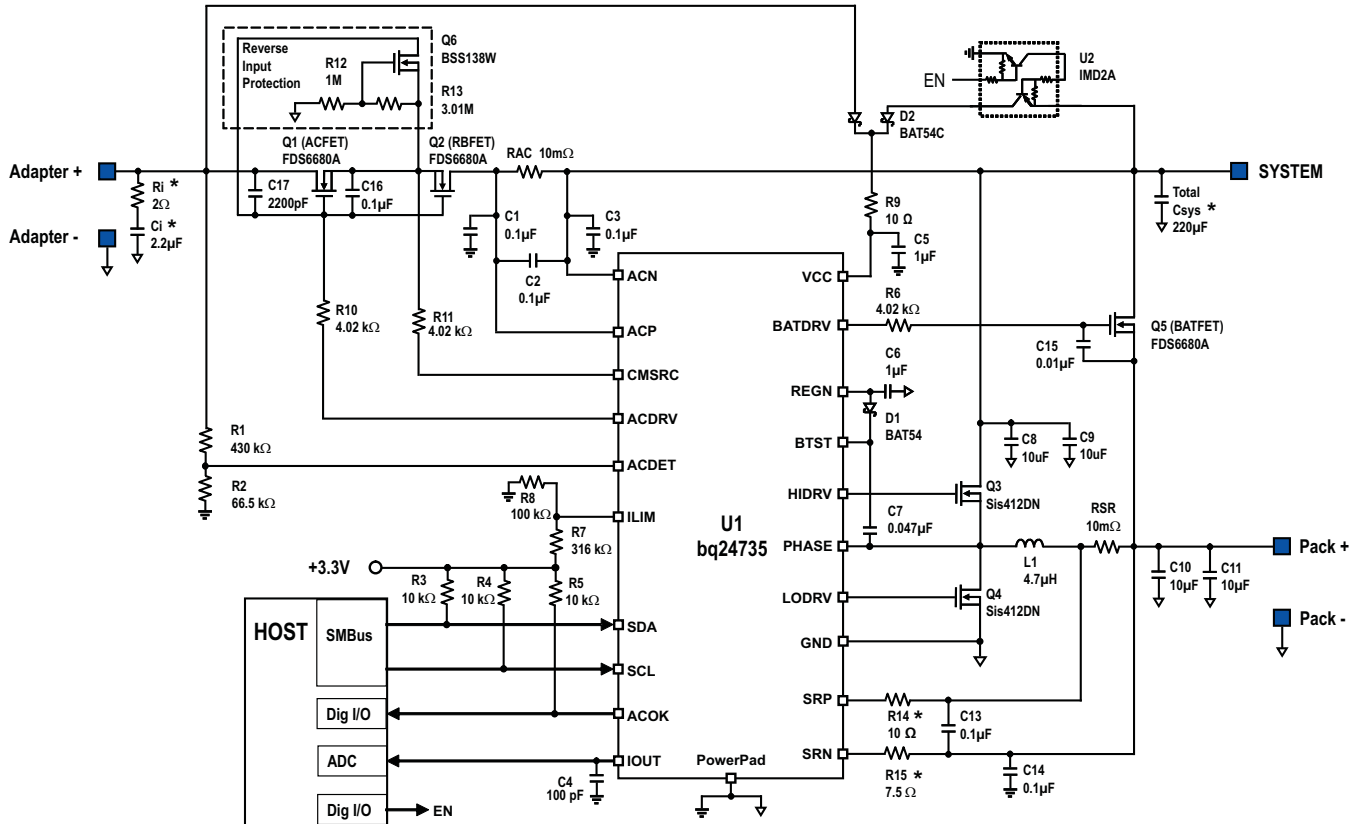 Reverse
Input
Protection
R12
1M
Q6
BSS138W
R13
3.01M
U2
IMD2A
EN
D2
BAT54C
Q1 (ACFET)
FDS6680A
Q2 (RBFET)
FDS6680A
RAC 10mΩ
Adapter +
SYSTEM
Ri *
2Ω
Ci *
2.2µF
Adapter -
C17
2200pF
C16
0.1µF
C1
0.1µF
C3
0.1µF
C2
0.1µF
R9
10 Ω
C5
1µF
Total
Csys *
220µF
R10
4.02 kΩ
R11
4.02 kΩ
ACN
ACP
CMSRC
ACDRV
ACDET
ILIM
SDA
SCL
ACOK
IOUT
U1
bq24735
PowerPad
VCC
BATDRV
REGN
BTST
HIDRV
PHASE
LODRV
GND
SRP
SRN
R6
4.02 kΩ
C15
0.01µF
Q5 (BATFET)
FDS6680A
C6
1µF
D1
BAT54
C8
10uF
C9
10uF
R1
430 kΩ
R2
66.5 kΩ
R8
100 kΩ
R7
316 kΩ
Q3
Sis412DN
C7
0.047µF
RSR
10mΩ
L1
4.7µH
Pack +
C10
10µF
C11
10µF
Q4
Sis412DN
Pack -
+3.3V
R3
10 kΩ
R4
10 kΩ
R5
10 kΩ
HOST
SMBus
Dig I/O
ADC
Dig I/O
EN
C4
100 pF
R14 *
10 Ω
C13
0.1µF
R15 *
7.5 Ω
C14
0.1µF